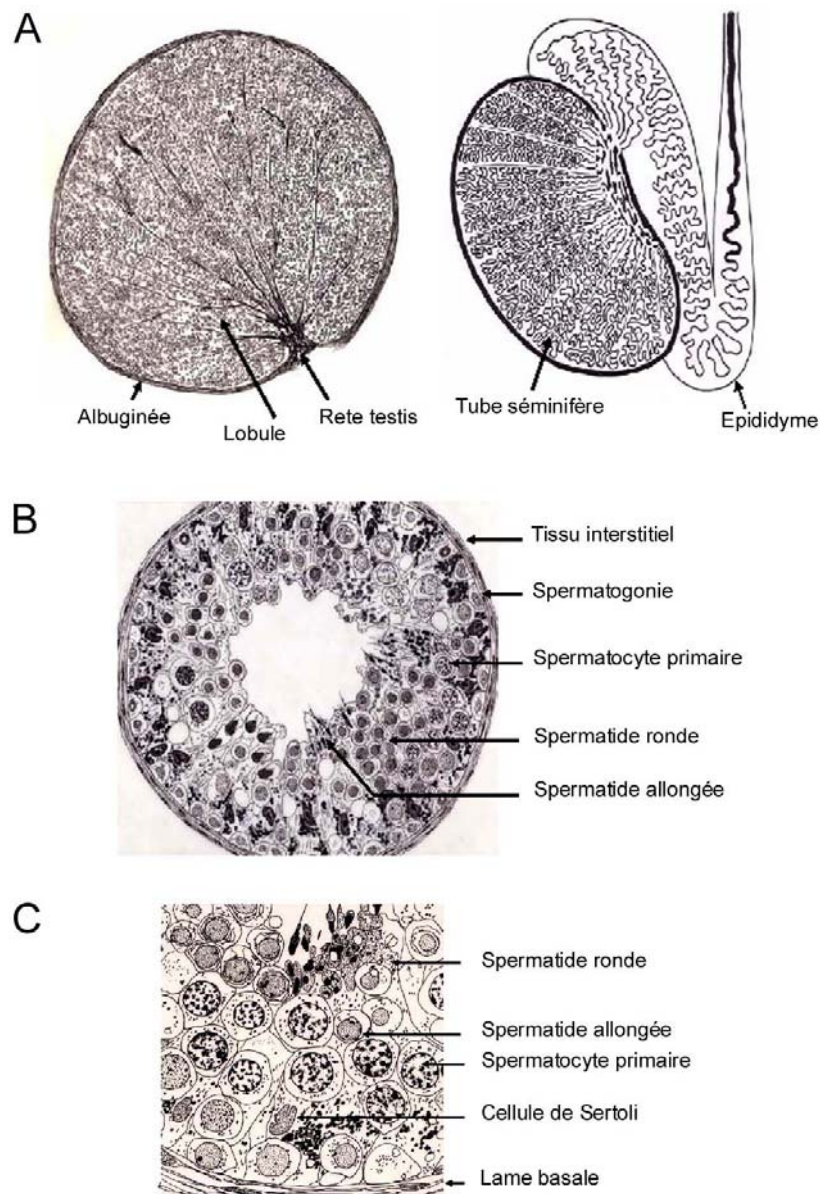 A
Albuginée
Lobule
Rete testis
Tube séminifère
Epididyme
B
Tissu interstitiel
Spermatogonie
Spermatocyte primaire
Spermatide ronde
Spermatide allongée
C
Spermatide ronde
Spermatide allongée
Spermatocyte primaire
Cellule de Sertoli
Lame basale